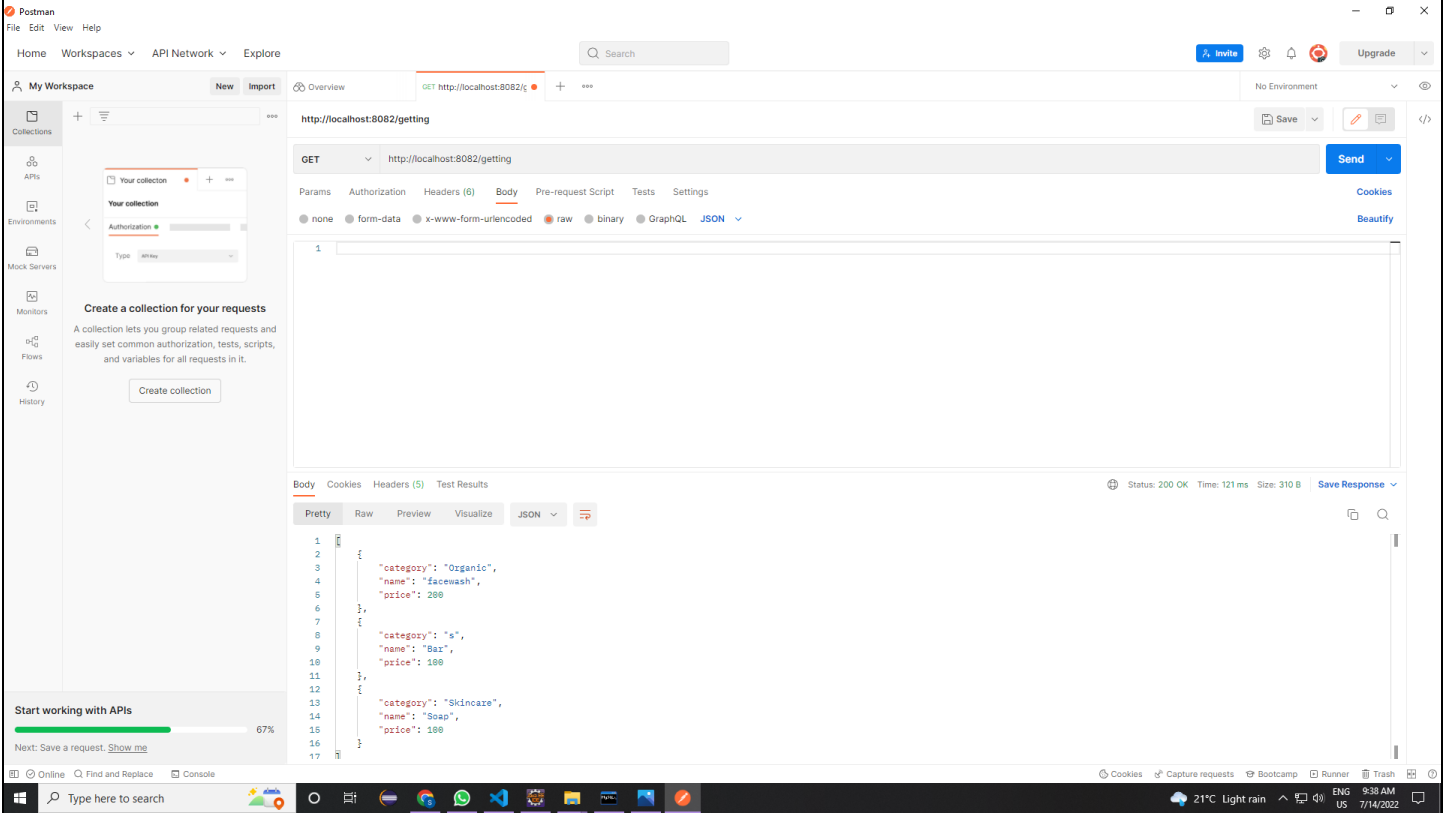 Postman
File Edit View Help
Home Workspaces API Network Explore
Search
Invite
Upgrade
My Workspace
New Import
Overview
GET http://localhost:8082/g
No Environment
Collections
APIs
Environments
Mock Servers
Monitors
Flows
History
Your collecton
Your collection
Authorization
Type API Key
Create a collection for your requests
A collection lets you group related requests and
easily set common authorization, tests, scripts,
and variables for all requests in it.
Create collection
Start working with APIs
67%
Next: Save a request. Show me
http://localhost:8082/getting
Save
GET http://localhost:8082/getting
Send
Params Authorization Headers (6) Body Pre-request Script Tests Settings
Cookies
none form-data x-www-form-urlencoded raw binary GraphQL JSON
Beautify
1
Body Cookies Headers (5) Test Results
Status: 200 OK Time: 121 ms Size: 310 B Save Response
Pretty Raw Preview Visualize JSON
1 [
2 {
3 "category": "Organic",
4 "name": "facewash",
5 "price": 200
6 },
7 {
8 "category": "s",
9 "name": "Bar",
10 "price": 100
11 },
12 {
13 "category": "Skincare",
14 "name": "Soap",
15 "price": 100
16 }
17 ]
Online Find and Replace Console
Cookies Capture requests Bootcamp Runner Trash
Type here to search
21°C Light rain
ENG
US
9:38 AM
7/14/2022